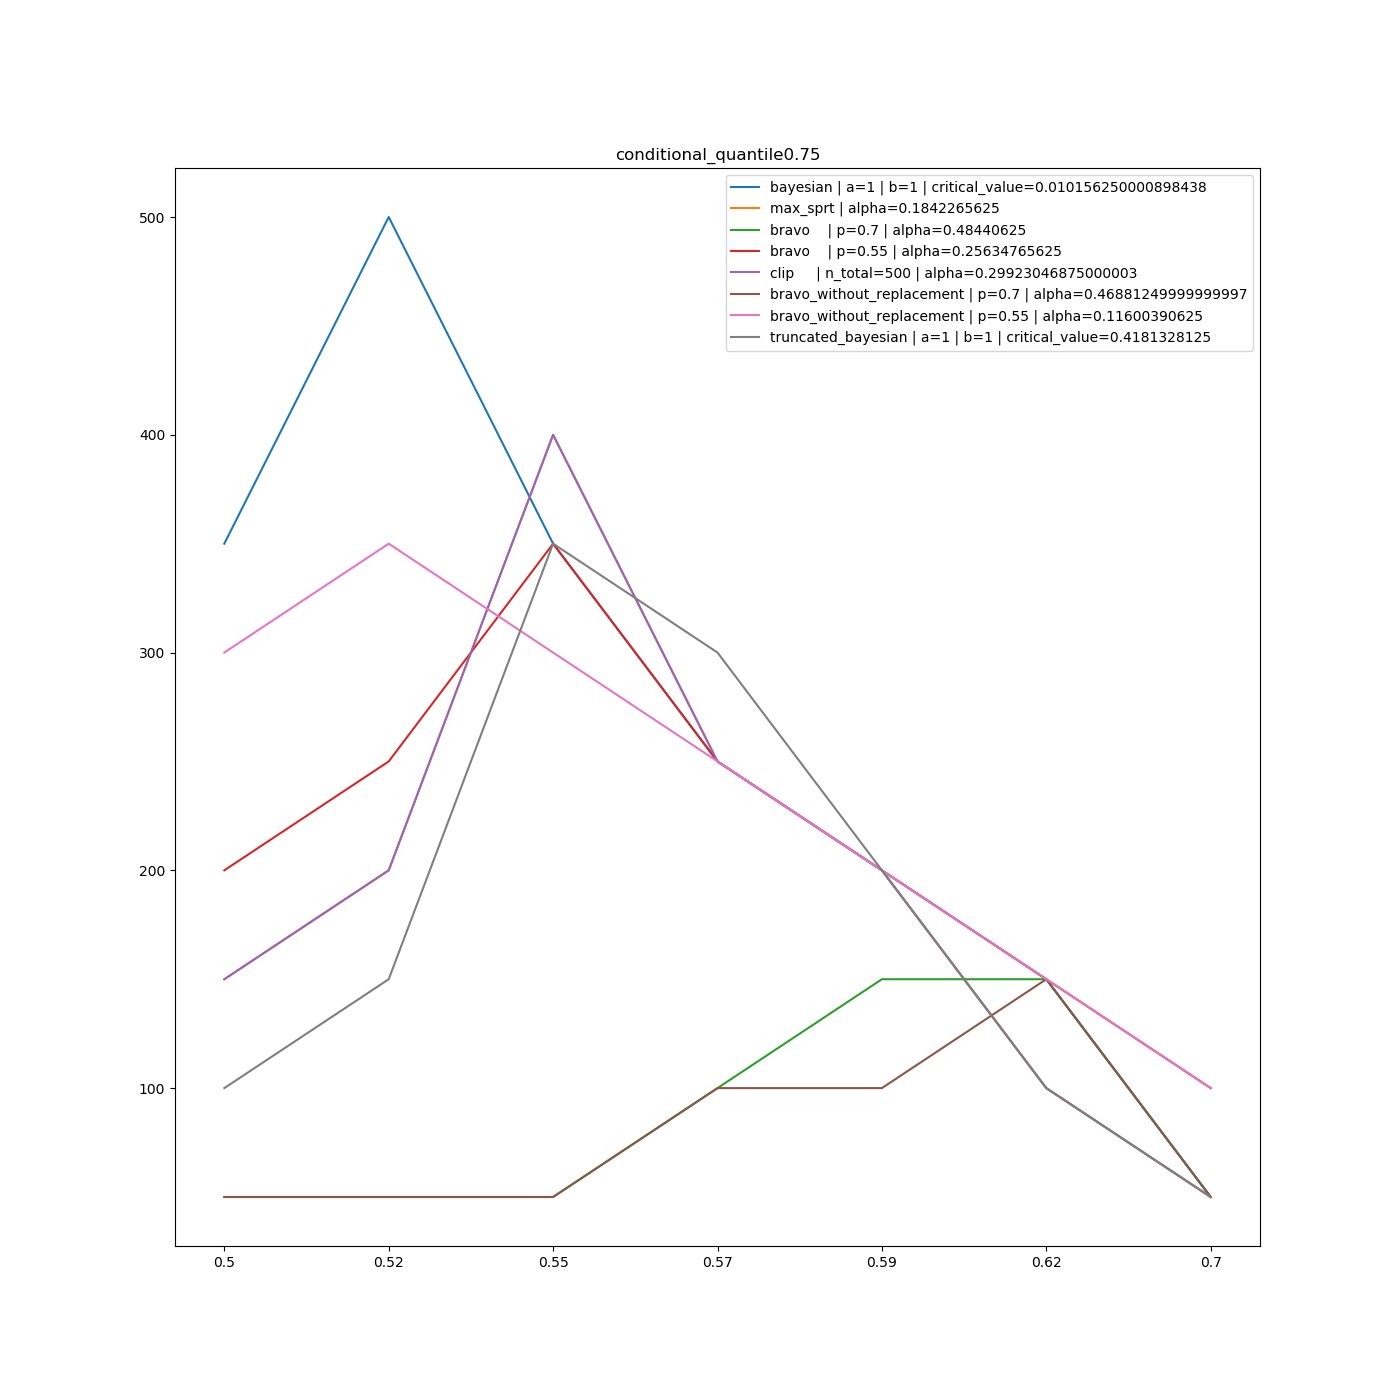 conditional_quantile0.75
bayesian | a=1 | b=1 | critical_value=0.010156250000898438
max_sprt | alpha=0.1842265625
bravo    | p=0.7 | alpha=0.48440625
bravo    | p=0.55 | alpha=0.25634765625
clip     | n_total=500 | alpha=0.29923046875000003
bravo_without_replacement | p=0.7 | alpha=0.46881249999999997
bravo_without_replacement | p=0.55 | alpha=0.11600390625
truncated_bayesian | a=1 | b=1 | critical_value=0.4181328125
500
400
300
200
100
0.5 0.52 0.55 0.57 0.59 0.62 0.7